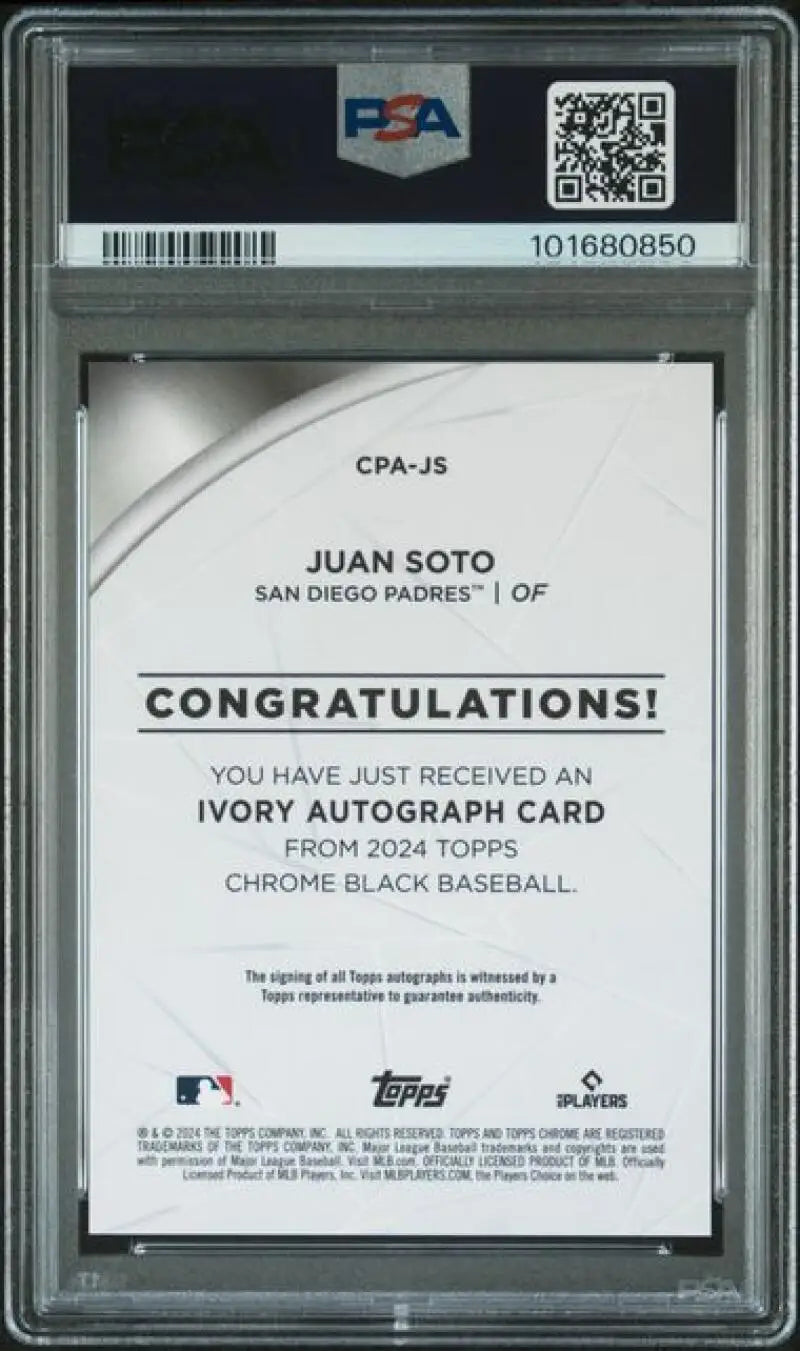 PSA
101680850
CPA-JS
JUAN SOTO
SAN DIEGO PADRES™ | OF
CONGRATULATIONS!
YOU HAVE JUST RECEIVED AN
IVORY AUTOGRAPH CARD
FROM 2024 TOPPS
CHROME BLACK BASEBALL.
The signing of all Topps autographs is witnessed by a
Topps representative to guarantee authenticity.
topps®
PLAYERS
® & © 2024 THE TOPPS COMPANY, INC. ALL RIGHTS RESERVED. TOPPS AND TOPPS CHROME ARE REGISTERED
TRADEMARKS OF THE TOPPS COMPANY, INC. Major League Baseball trademarks and copyrights are used
with permission of Major League Baseball. Visit MLB.com. OFFICIALLY LICENSED PRODUCT OF MLB. Officially
Licensed Product of MLB Players, Inc. Visit MLBPLAYERS.COM, the Players Choice on the web.
PSA